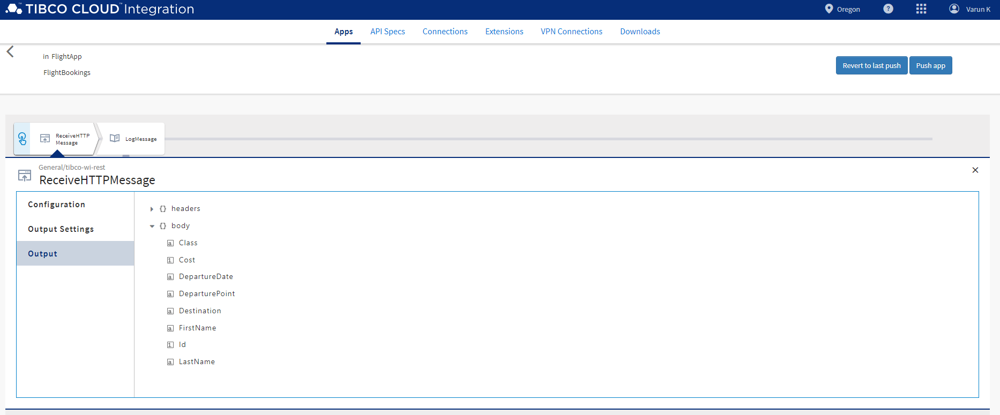 TIBCO CLOUD™ Integration
Oregon
?
Varun K
Apps
API Specs
Connections
Extensions
VPN Connections
Downloads
in FlightApp
FlightBookings
Revert to last push
Push app
ReceiveHTTP
Message
LogMessage
General/tibco-wi-rest
ReceiveHTTPMessage
Configuration
Output Settings
Output
{} headers
{} body
a. Class
1. Cost
a. DepartureDate
a. DeparturePoint
a. Destination
a. FirstName
1. Id
a. LastName